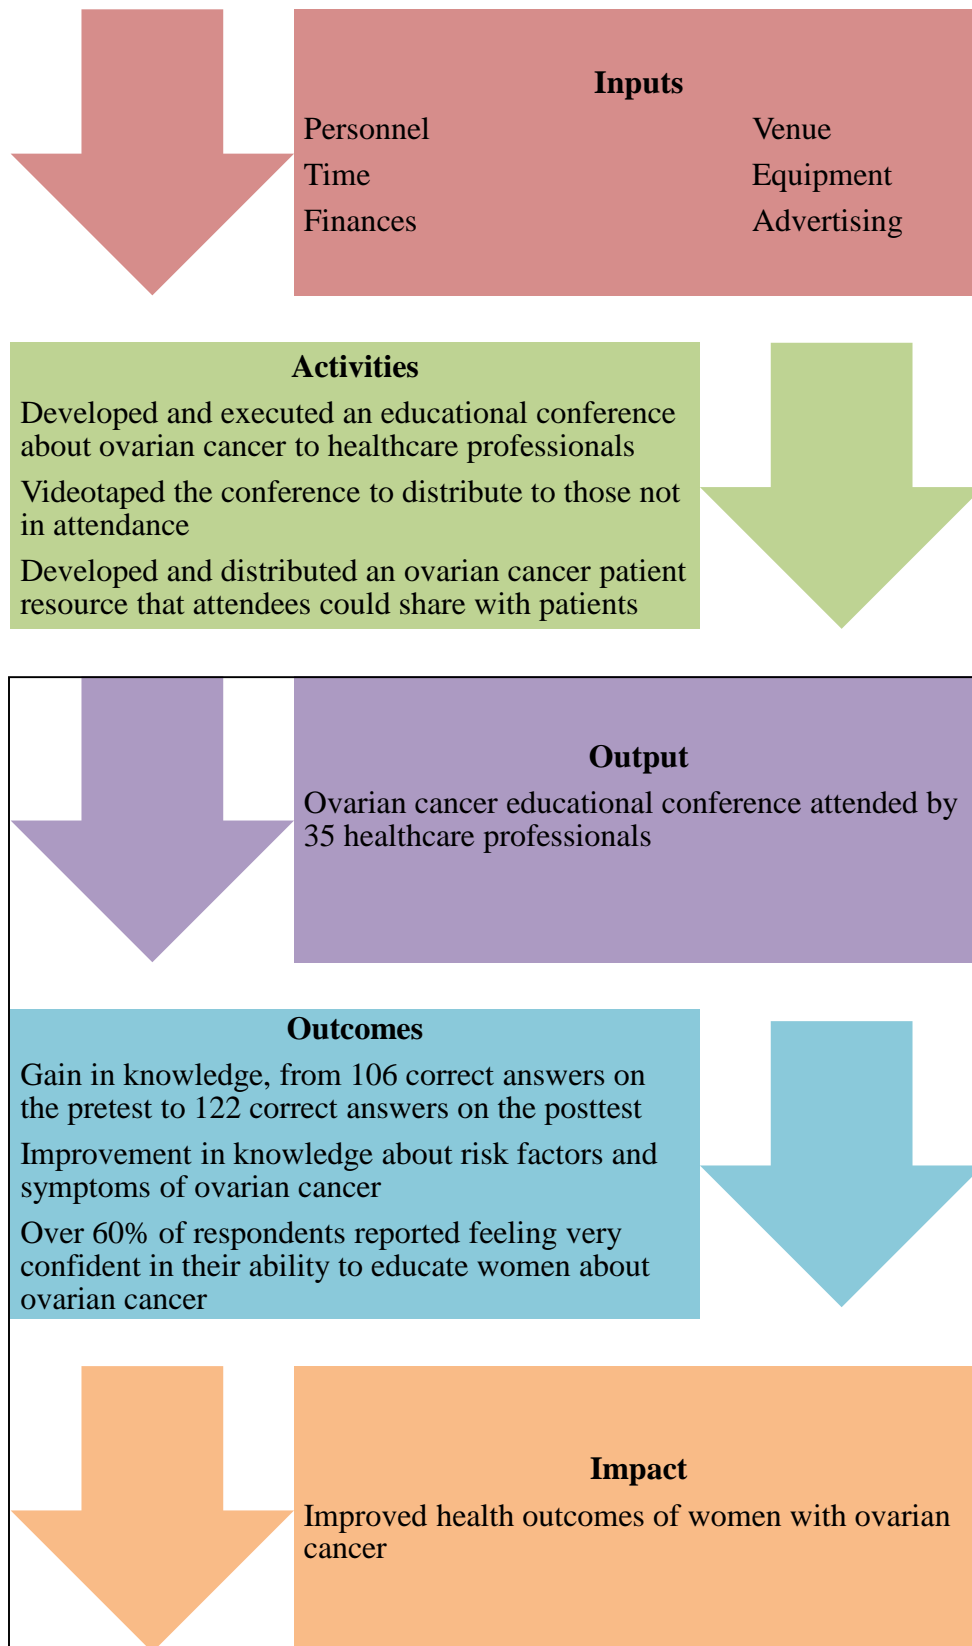 Inputs
Personnel
Time
Finances
Venue
Equipment
Advertising
Activities
Developed and executed an educational conference
about ovarian cancer to healthcare professionals
Videotaped the conference to distribute to those not
in attendance
Developed and distributed an ovarian cancer patient
resource that attendees could share with patients
Output
Ovarian cancer educational conference attended by
35 healthcare professionals
Outcomes
Gain in knowledge, from 106 correct answers on
the pretest to 122 correct answers on the posttest
Improvement in knowledge about risk factors and
symptoms of ovarian cancer
Over 60% of respondents reported feeling very
confident in their ability to educate women about
ovarian cancer
Impact
Improved health outcomes of women with ovarian
cancer